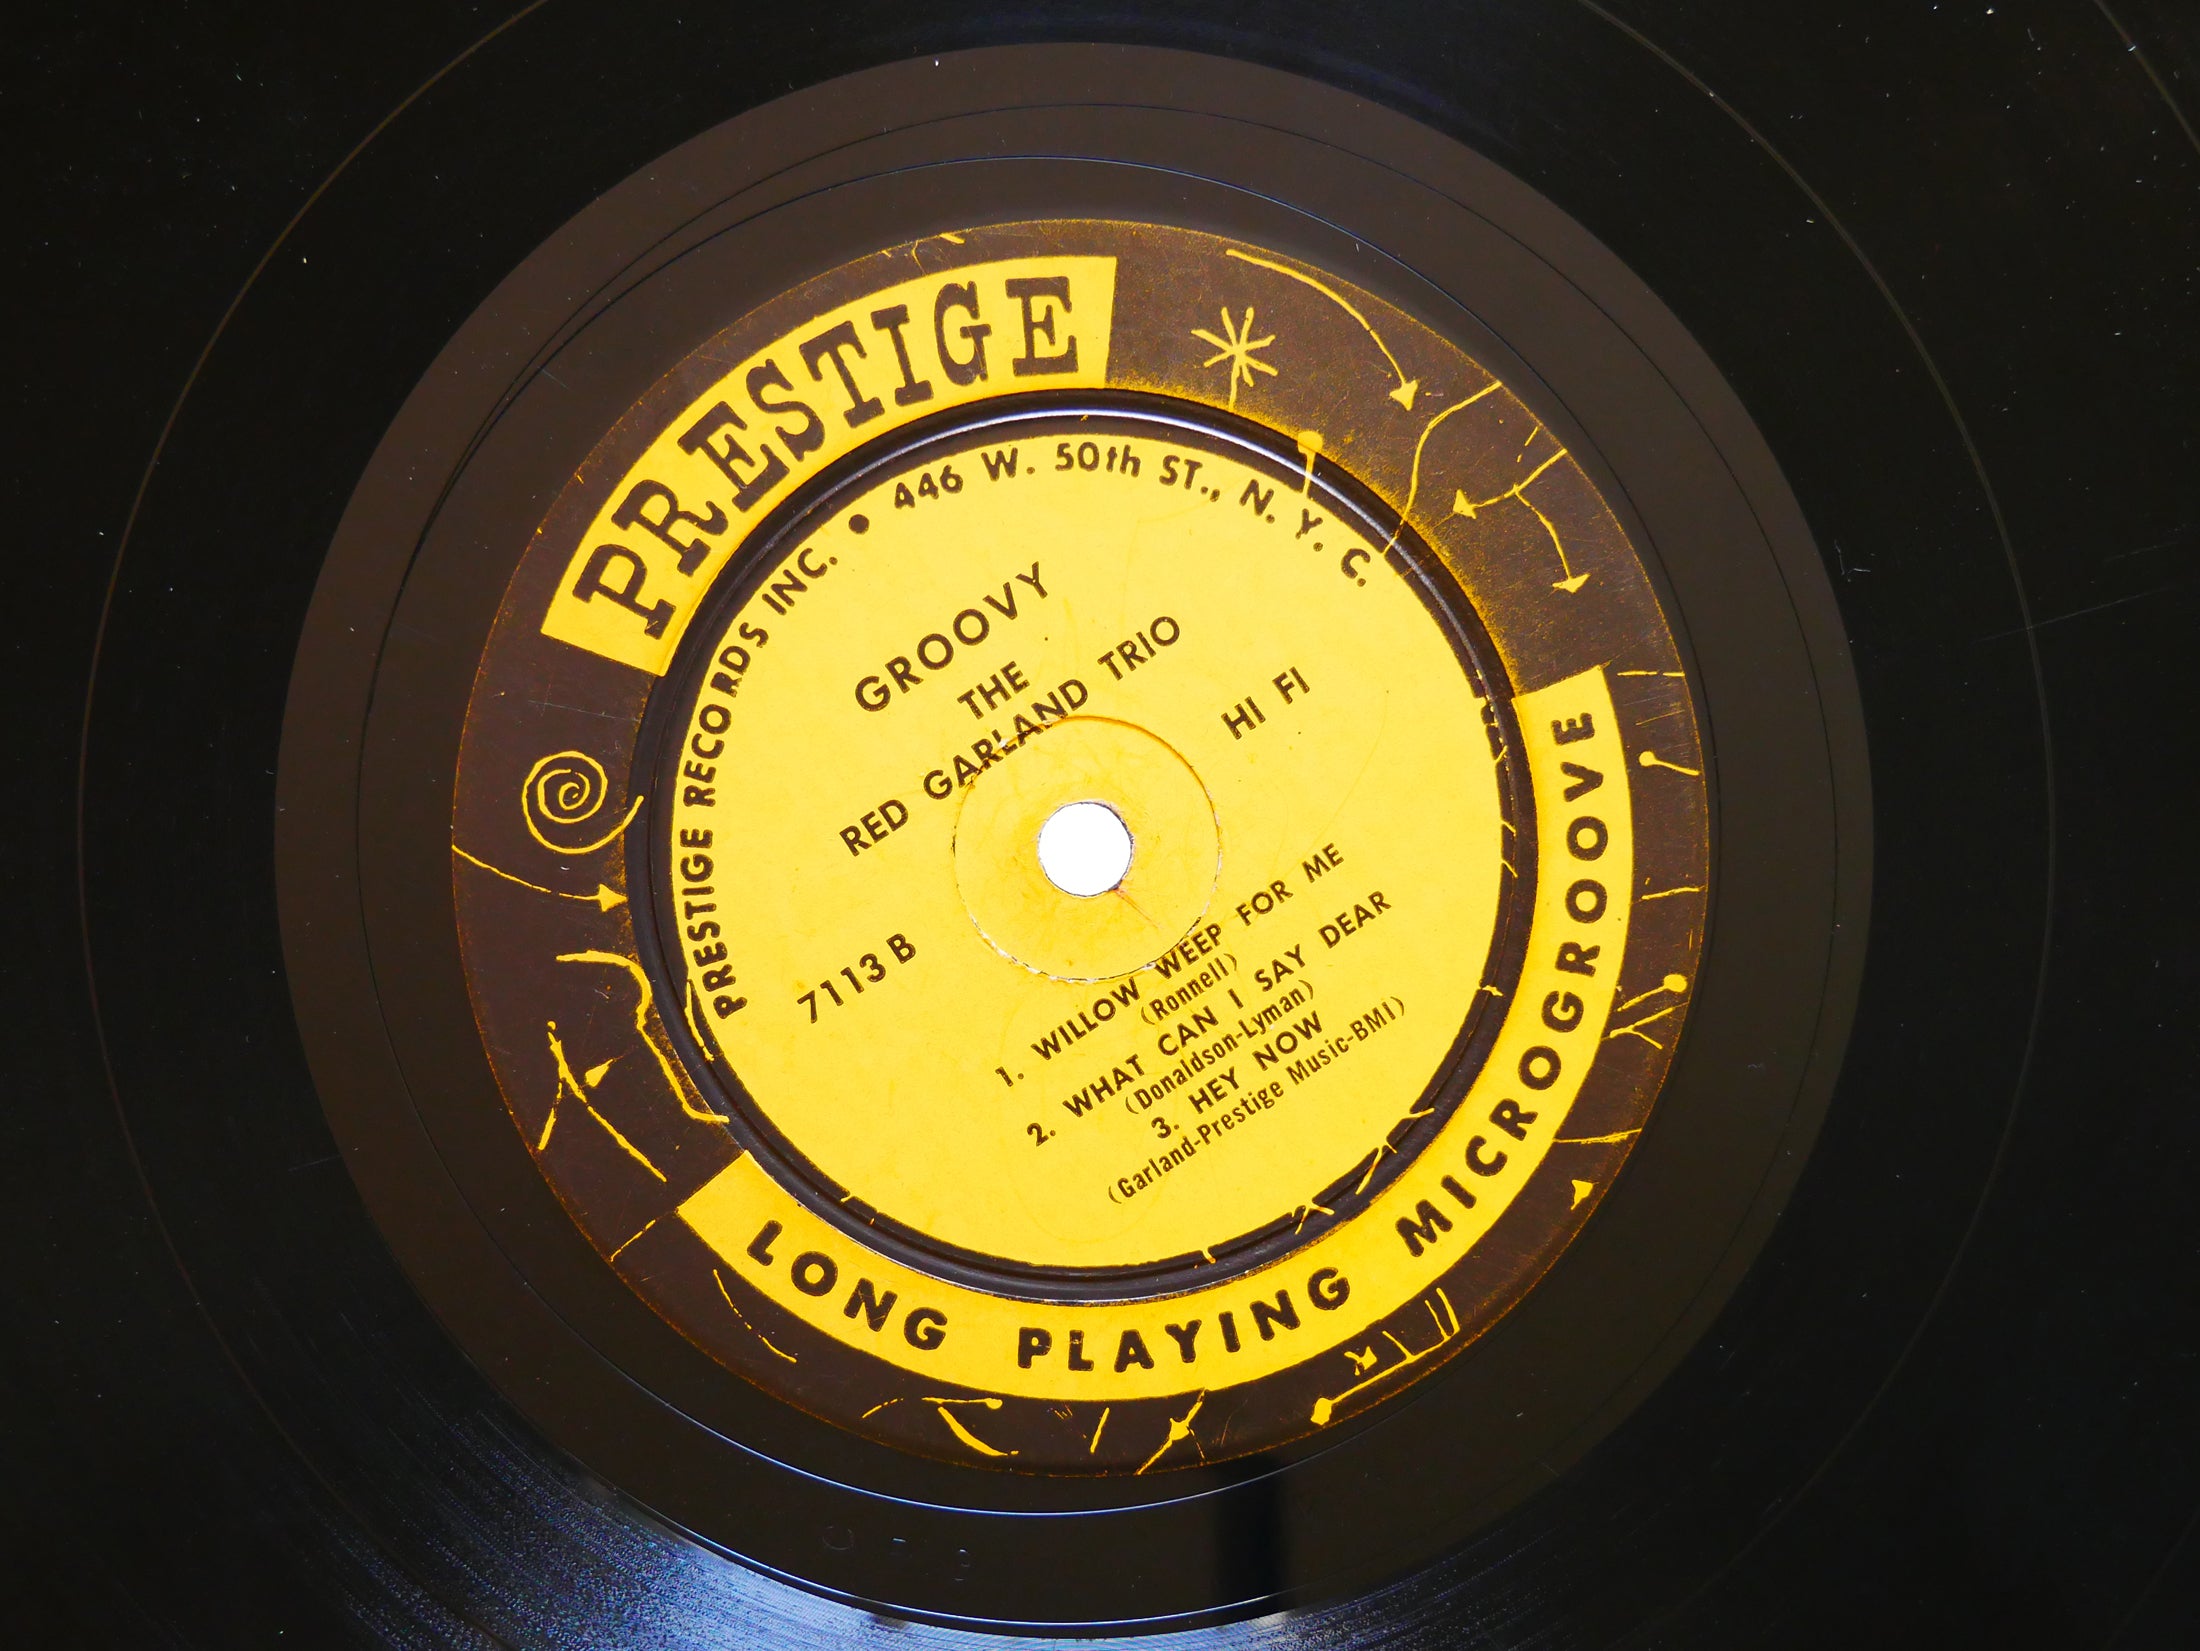 PRESTIGE
PRESTIGE RECORDS INC. • 446 W. 50th ST., N. Y. C.
GROOVY
THE
RED GARLAND TRIO
HI FI
7113 B
1. WILLOW WEEP FOR ME
(Ronnell)
2. WHAT CAN I SAY DEAR
(Donaldson-Lyman)
3. HEY NOW
(Garland-Prestige Music-BMI)
LONG PLAYING MICROGROOVE